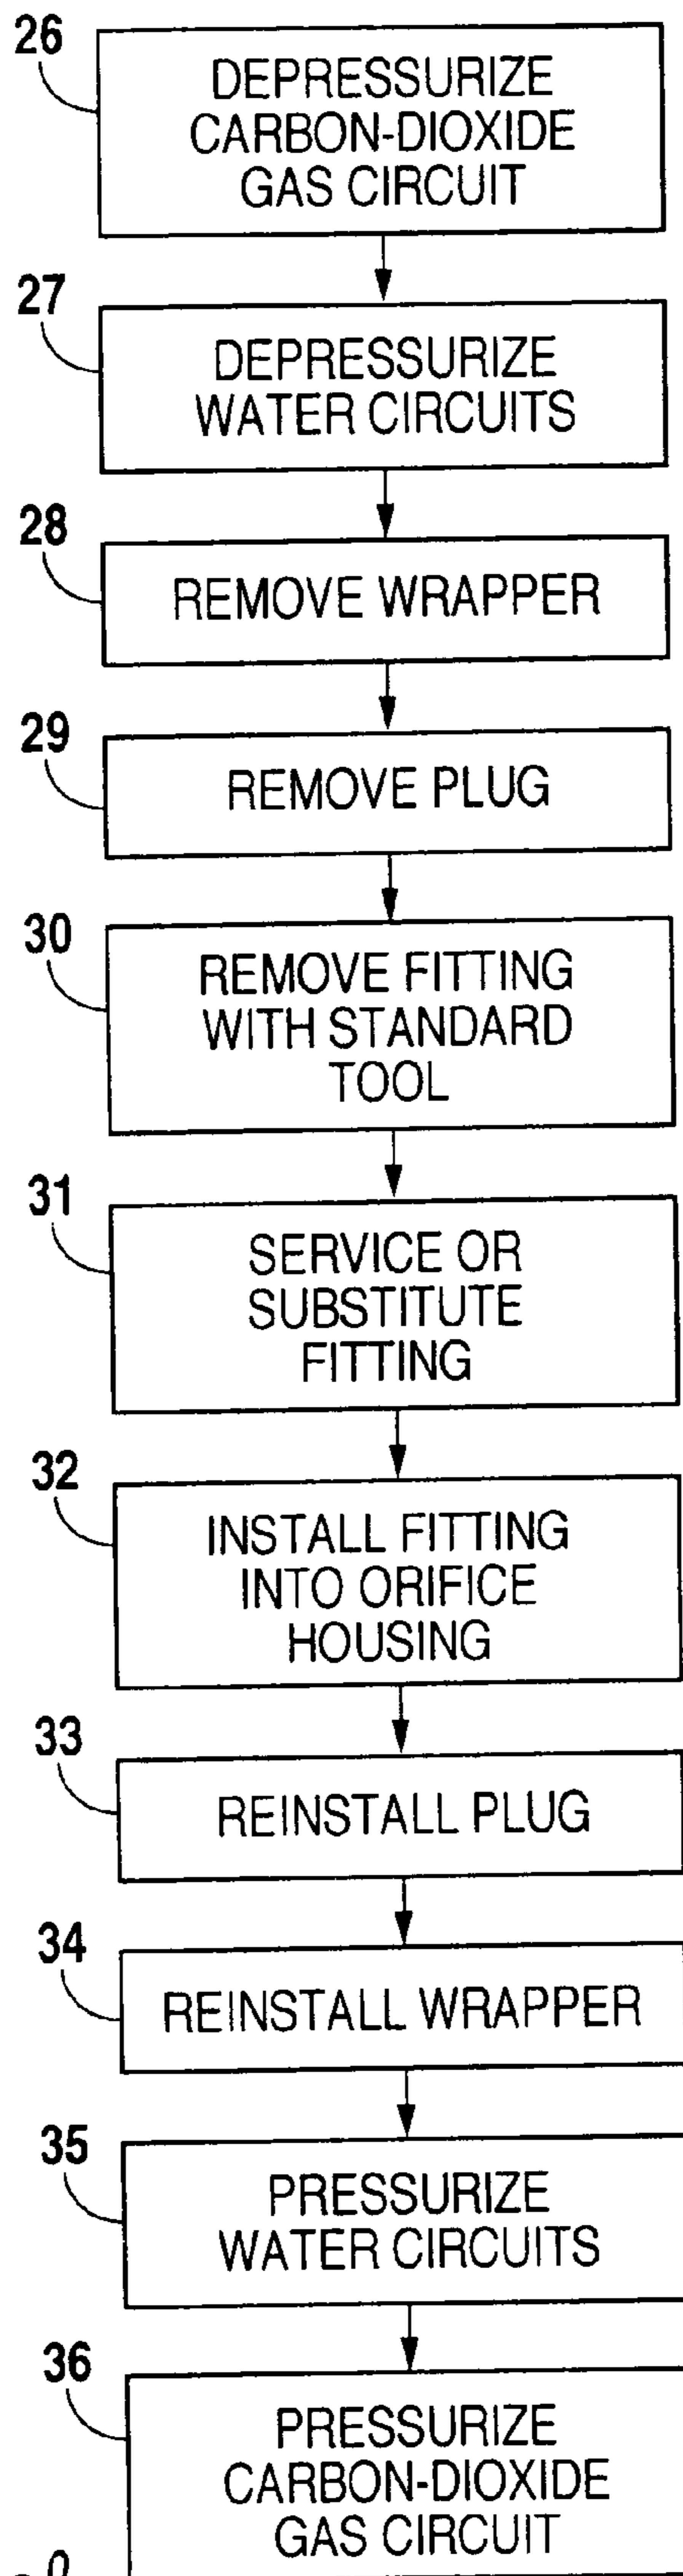 26
DEPRESSURIZE
CARBON-DIOXIDE
GAS CIRCUIT
27
DEPRESSURIZE
WATER CIRCUITS
28
REMOVE WRAPPER
29
REMOVE PLUG
30
REMOVE FITTING
WITH STANDARD
TOOL
31
SERVICE OR
SUBSTITUTE
FITTING
32
INSTALL FITTING
INTO ORIFICE
HOUSING
33
REINSTALL PLUG
34
REINSTALL WRAPPER
35
PRESSURIZE
WATER CIRCUITS
36
PRESSURIZE
CARBON-DIOXIDE
GAS CIRCUIT